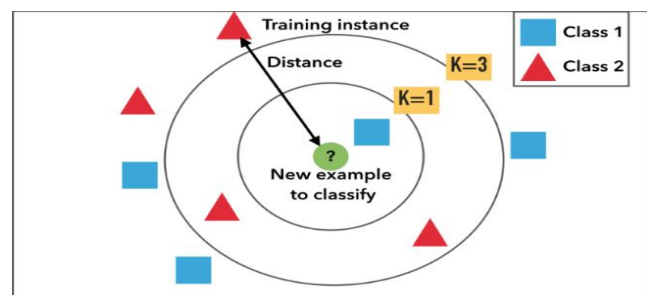 Training instance
Class 1
Class 2
Distance
K=3
K=1
?
New example
to classify